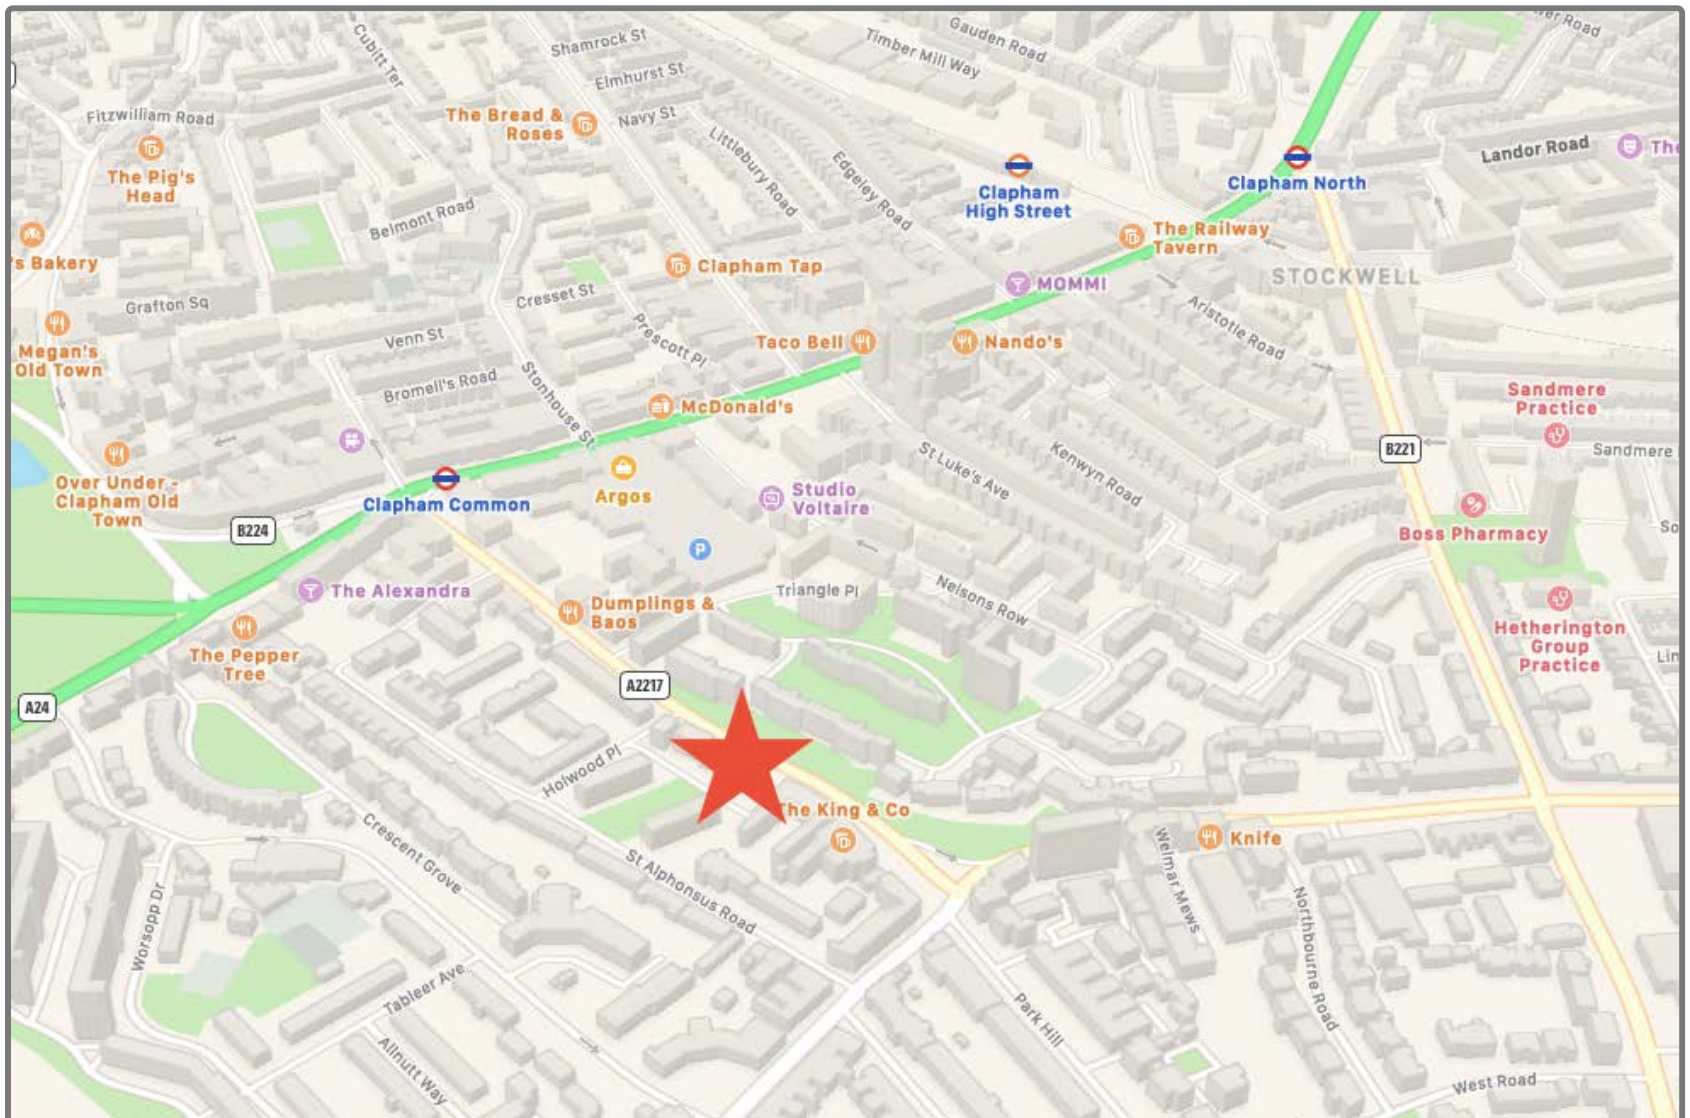 Cubitt Ter
Shamrock St
Elmhurst St
Navy St
Timber Mill Way
Gauden Road
Fitzwilliam Road
The Bread &
Roses
Littlebury Road
Edgeley Road
Clapham
High Street
Clapham North
Landor Road
The
The Pig's
Head
Belmont Road
The Railway
Tavern
's Bakery
Clapham Tap
MOMMI
STOCKWELL
Grafton Sq
Cresset St
Venn St
Prescott Pl
Taco Bell
Nando's
Aristotle Road
Megan's
Old Town
Bromell's Road
Stonhouse St
McDonald's
Sandmere
Practice
B221
Sandmere
Over Under -
Clapham Old
Town
Clapham Common
Argos
Studio
Voltaire
St Luke's Ave
Kenwyn Road
B224
P
Boss Pharmacy
So
The Alexandra
Dumplings &
Baos
Triangle Pl
Nelsons Row
Hetherington
Group
Practice
Lin
The Pepper
Tree
A2217
A24
Holwood Pl
The King & Co
Knife
Crescent Grove
St Alphonsus Road
Welmar Mews
Northbourne Road
Worsopp Dr
Tableer Ave
Park Hill
Allnutt Way
West Road